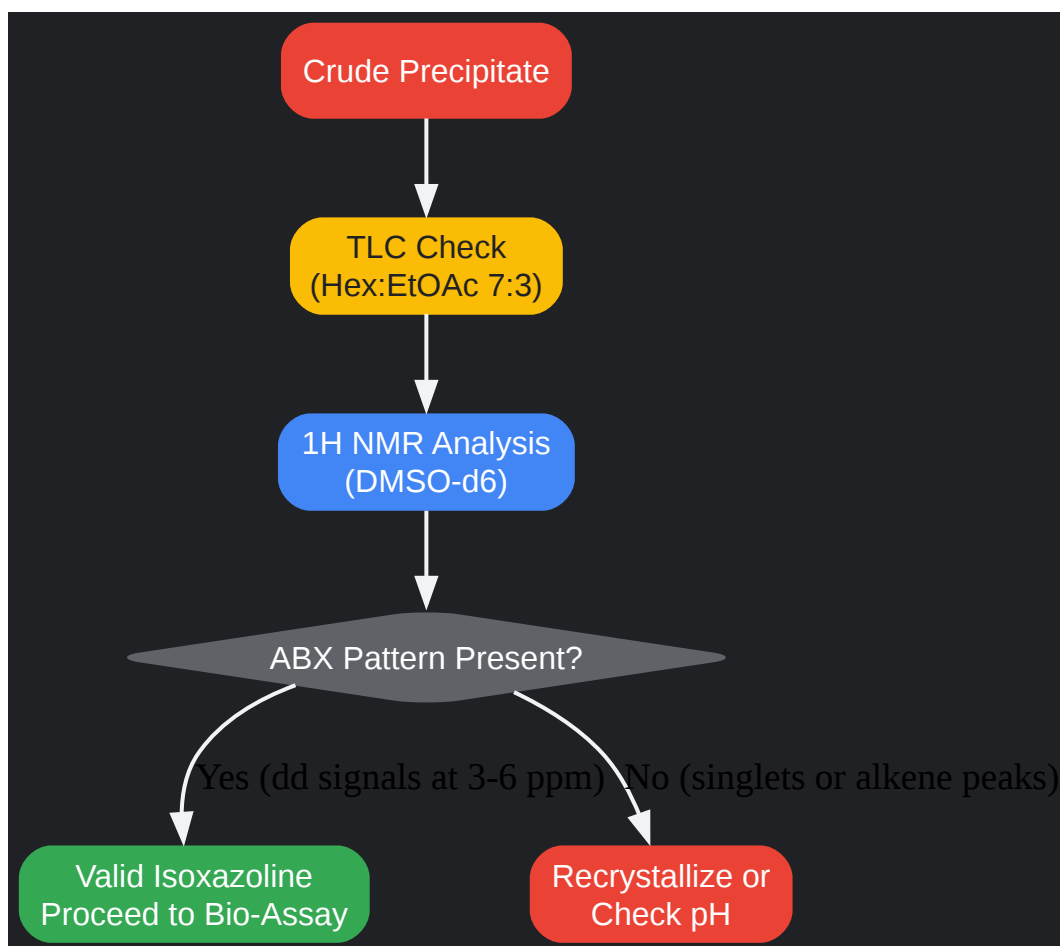 Crude Precipitate
TLC Check
(Hex:EtOAc 7:3)
1H NMR Analysis
(DMSO-d6)
ABX Pattern Present?
Yes (dd signals at 3-6 ppm)
No (singlets or alkene peaks)
Valid Isoxazoline
Proceed to Bio-Assay
Recrystallize or
Check pH